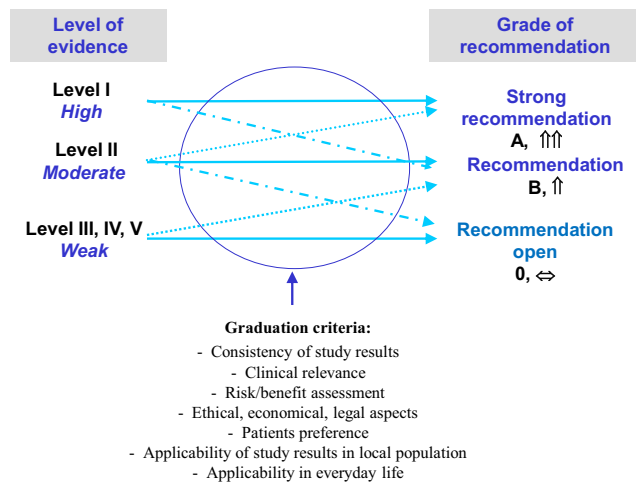 Level of
evidence
Grade of
recommendation
Level I
High
Level II
Moderate
Level III, IV, V
Weak
Strong
recommendation
A, ⇑⇑
Recommendation
B, ⇑
Recommendation
open
0, ⇔
Graduation criteria:
- Consistency of study results
- Clinical relevance
- Risk/benefit assessment
- Ethical, economical, legal aspects
- Patients preference
- Applicability of study results in local population
- Applicability in everyday life